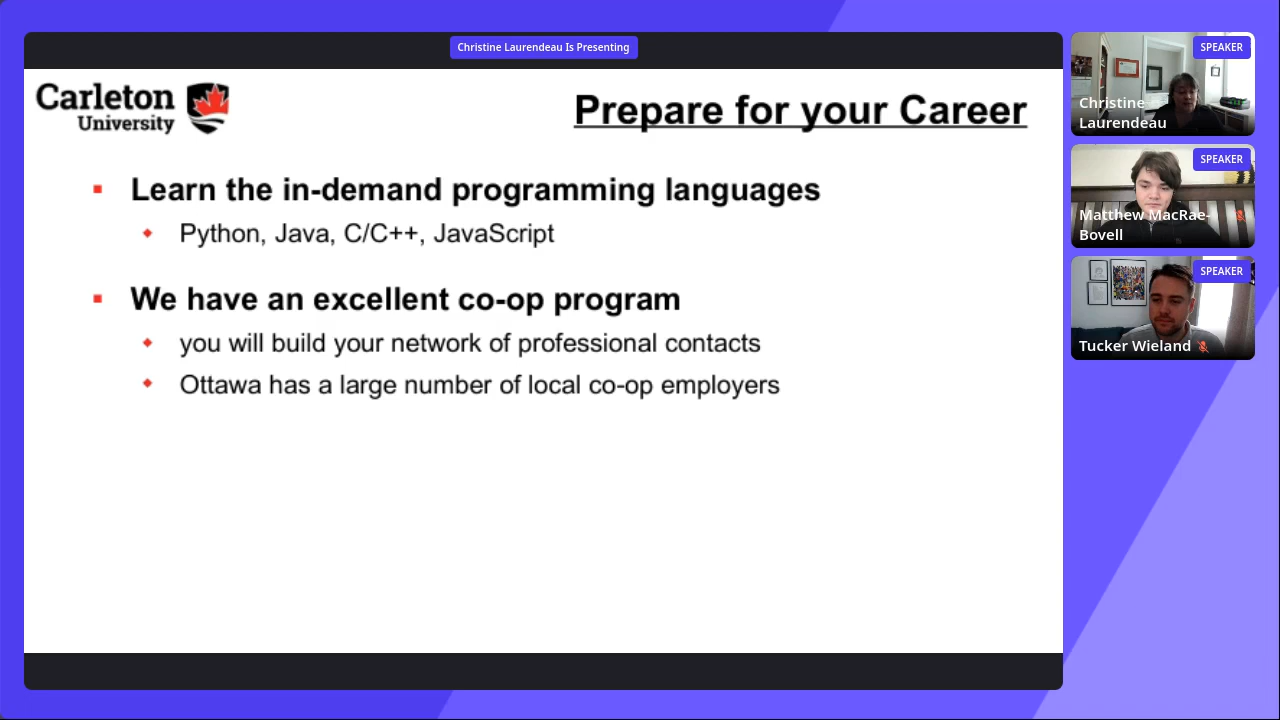 Christine Laurendeau Is Presenting
Carleton
University
Prepare for your Career
Learn the in-demand programming languages
Python, Java, C/C++, JavaScript
We have an excellent co-op program
you will build your network of professional contacts
Ottawa has a large number of local co-op employers
SPEAKER
Christine
Laurendeau
SPEAKER
Matthew MacRae-
Bovell
SPEAKER
Tucker Wieland